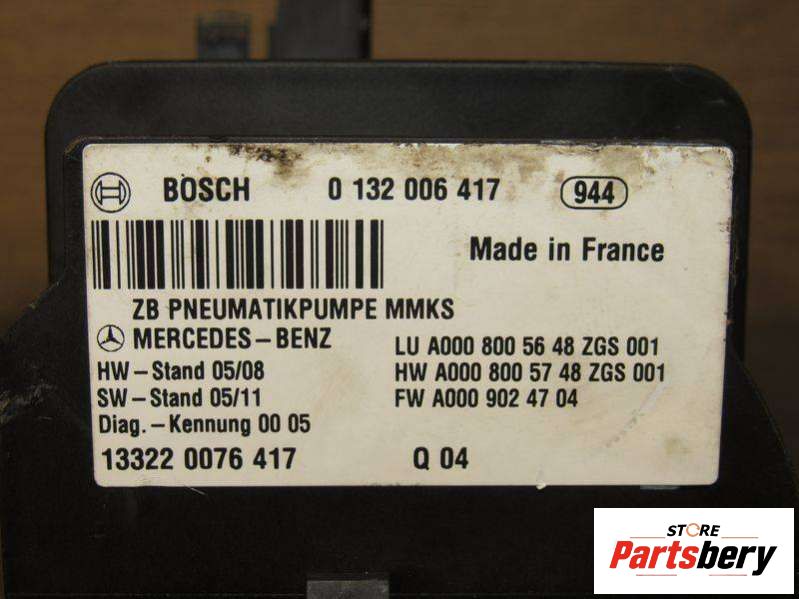 BOSCH 0 132 006 417 944
Made in France
ZB PNEUMATIKPUMPE MMKS
MERCEDES-BENZ
LU A000 800 56 48 ZGS 001
HW-Stand 05/08 HW A000 800 57 48 ZGS 001
SW-Stand 05/11 FW A000 902 47 04
Diag.-Kennung 00 05
13322 0076 417 Q 04
STORE
Partsbery